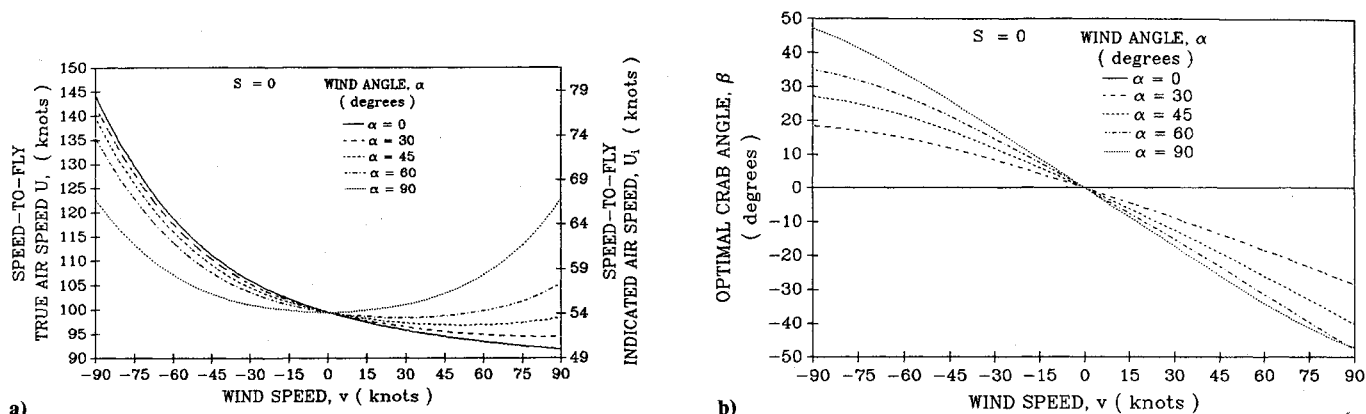 S = 0
WIND ANGLE, α
( degrees )
α = 0
α = 30
α = 45
α = 60
α = 90
SPEED-TO-FLY
TRUE AIR SPEED U, ( knots )
150
145
140
135
130
125
120
115
110
105
100
95
90
SPEED-TO-FLY
INDICATED AIR SPEED, Ui ( knots )
79
74
69
64
59
54
49
-90 -75 -60 -45 -30 -15 0 15 30 45 60 75 90
WIND SPEED, v ( knots )
a)
S = 0
WIND ANGLE, α
( degrees )
α = 0
α = 30
α = 45
α = 60
α = 90
OPTIMAL CRAB ANGLE, β
( degrees )
50
40
30
20
10
0
-10
-20
-30
-40
-50
-90 -75 -60 -45 -30 -15 0 15 30 45 60 75 90
WIND SPEED, v ( knots )
b)